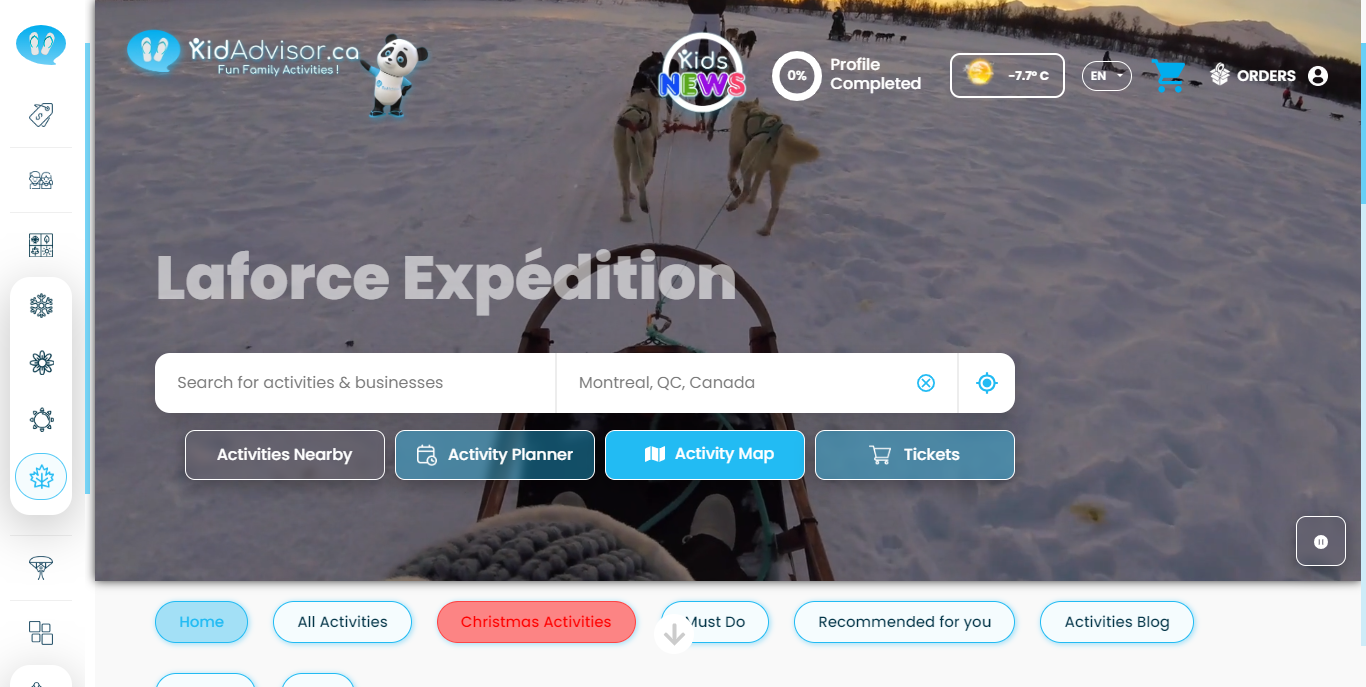 KidAdvisor.ca
Fun Family Activities !
Kids
NEWS
0%
Profile
Completed
-7.7° C
EN
ORDERS
Laforce Expédition
Search for activities & businesses
Montreal, QC, Canada
Activities Nearby
Activity Planner
Activity Map
Tickets
Home
All Activities
Christmas Activities
Must Do
Recommended for you
Activities Blog